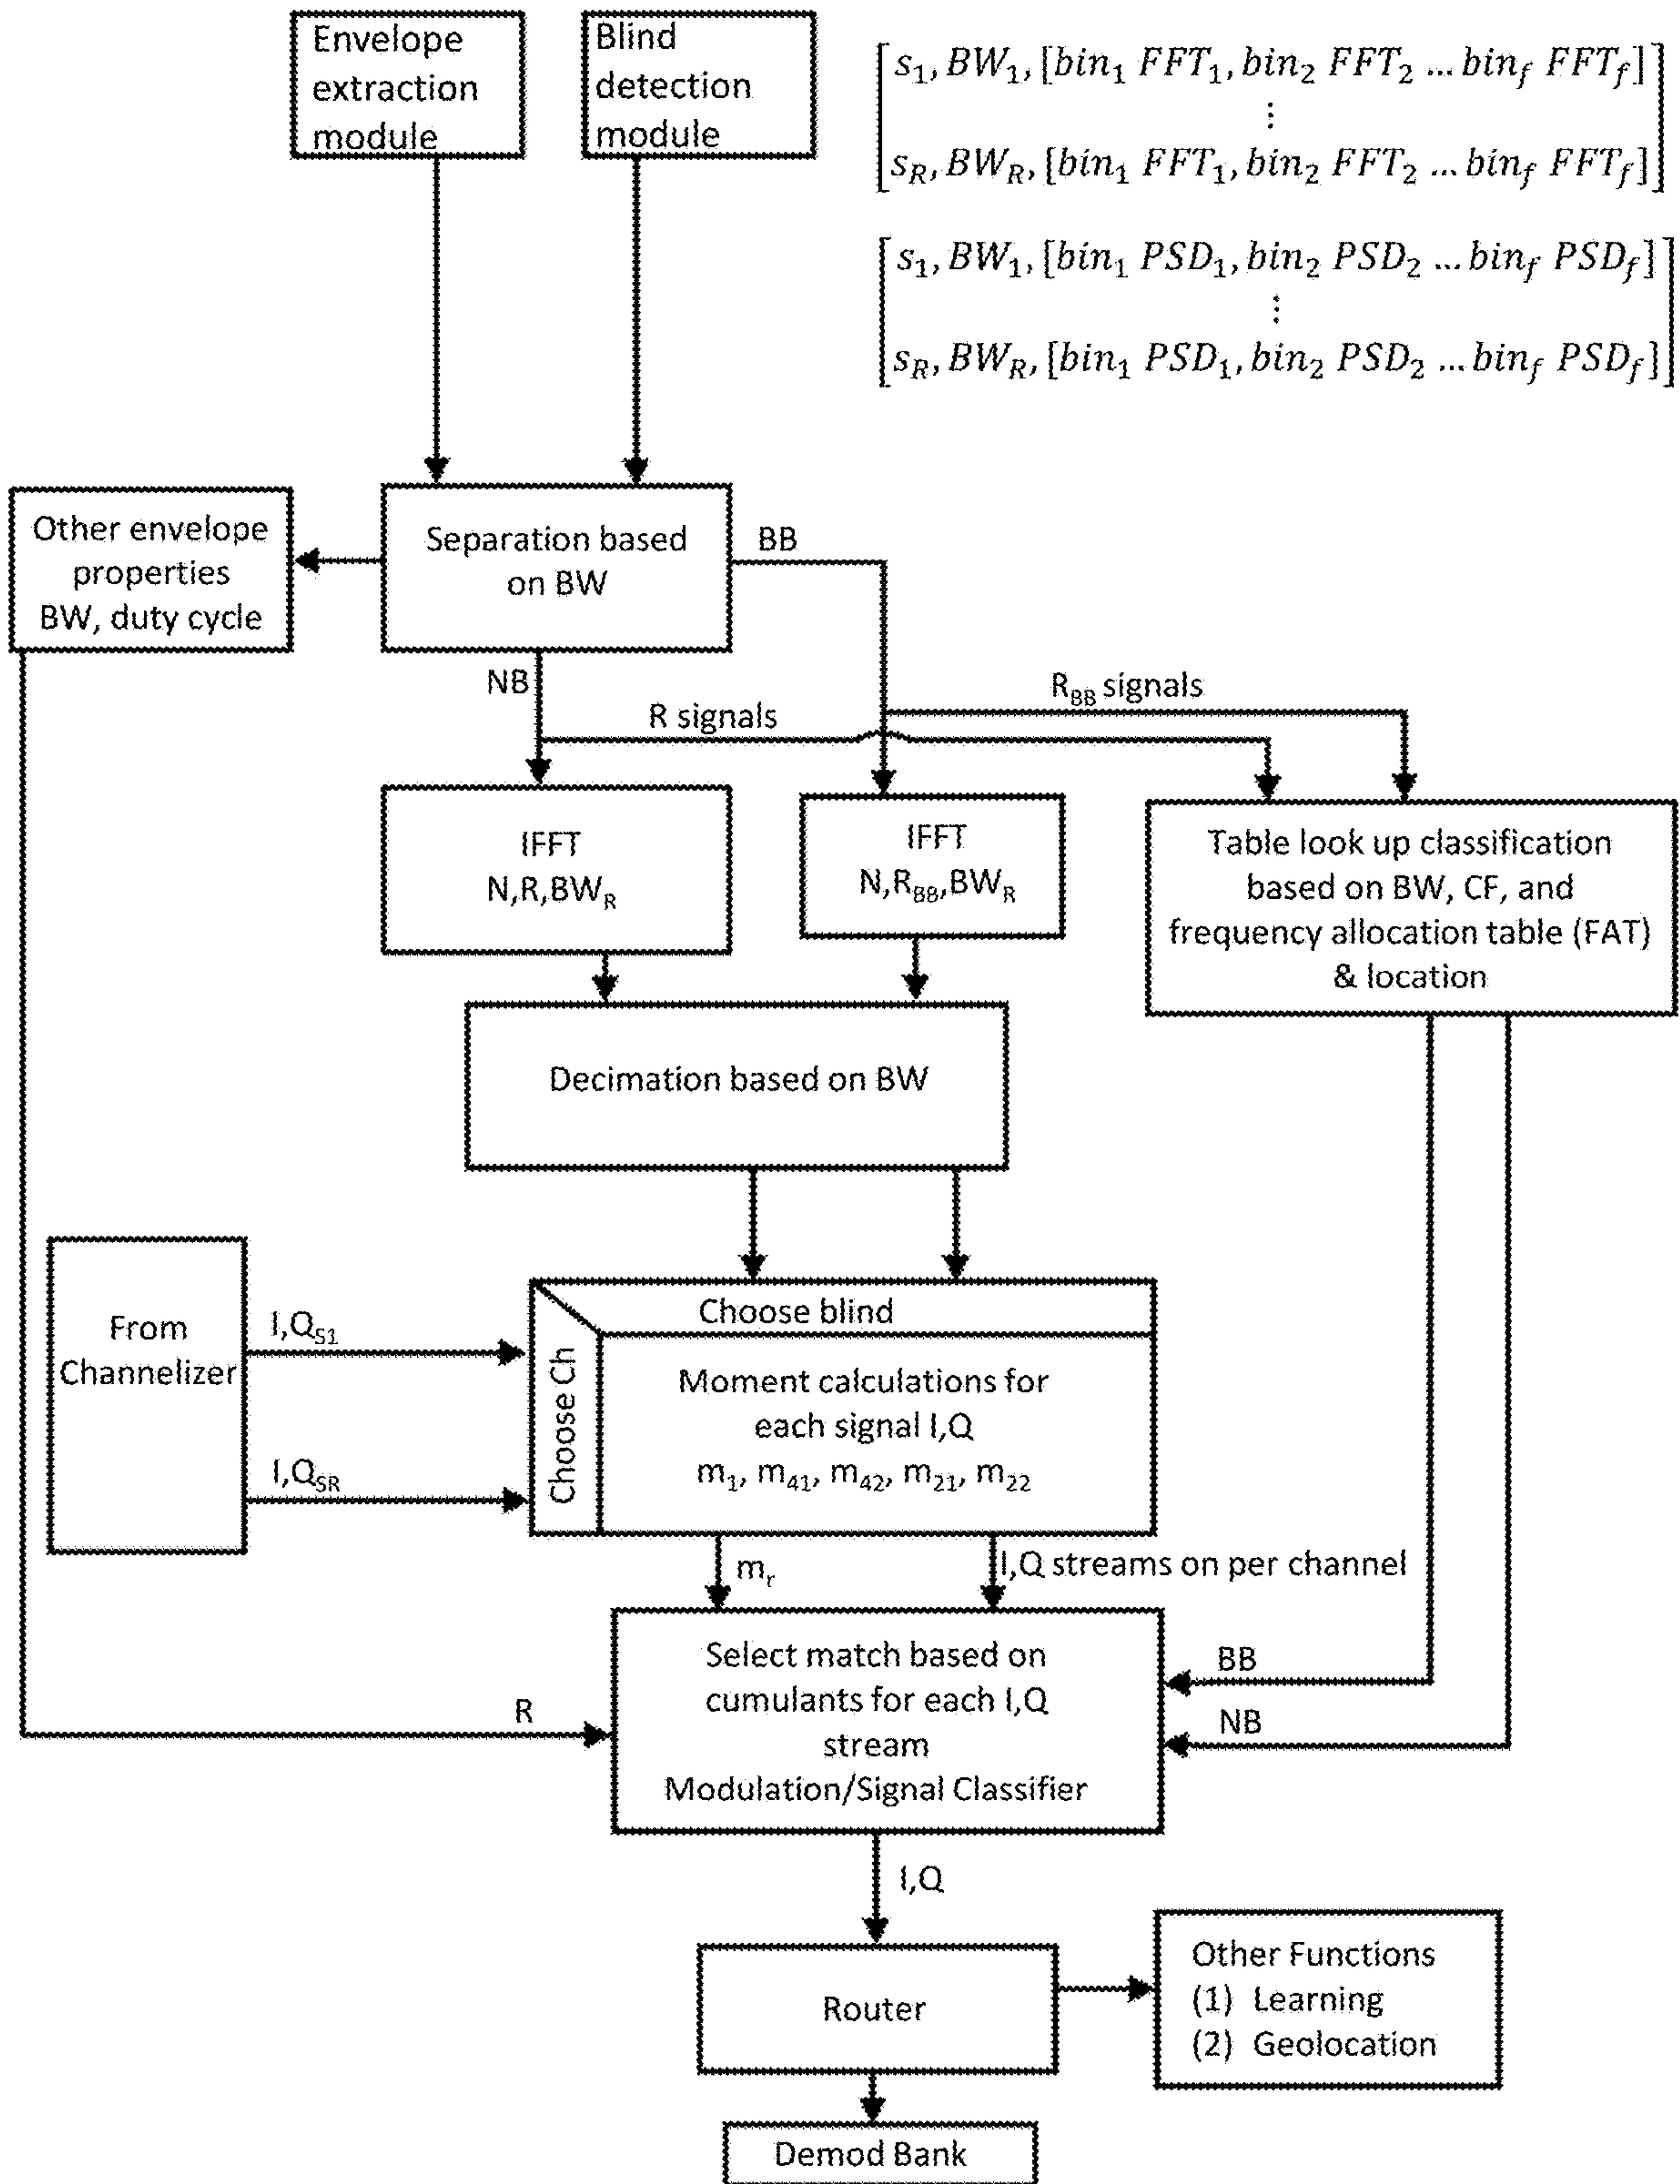 Envelope
extraction
module
Blind
detection
module
[s₁, BW₁, [bin₁ FFT₁, bin₂ FFT₂ … bin_f FFT_f]
⋮
s_R, BW_R, [bin₁ FFT₁, bin₂ FFT₂ … bin_f FFT_f]]
[s₁, BW₁, [bin₁ PSD₁, bin₂ PSD₂ … bin_f PSD_f]
⋮
s_R, BW_R, [bin₁ PSD₁, bin₂ PSD₂ … bin_f PSD_f]]
Other envelope
properties
BW, duty cycle
Separation based
on BW
BB
NB
R_BB signals
R signals
IFFT
N,R,BW_R
IFFT
N,R_BB,BW_R
Table look up classification
based on BW, CF, and
frequency allocation table (FAT)
& location
Decimation based on BW
From
Channelizer
I,Q_S1
I,Q_SR
Choose blind
Choose Ch
Moment calculations for
each signal I,Q
m₁, m₄₁, m₄₂, m₂₁, m₂₂
m_r
I,Q streams on per channel
Select match based on
cumulants for each I,Q
stream
Modulation/Signal Classifier
BB
NB
R
I,Q
Router
Other Functions
(1) Learning
(2) Geolocation
Demod Bank